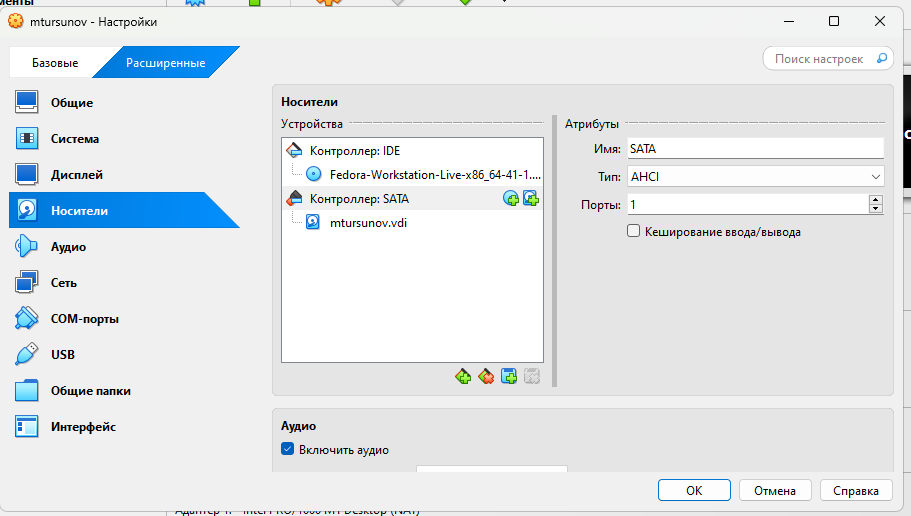 mtursunov - Настройки
Базовые
Расширенные
Поиск настроек
Общие
Система
Дисплей
Носители
Аудио
Сеть
COM-порты
USB
Общие папки
Интерфейс
Носители
Устройства
Контроллер: IDE
Fedora-Workstation-Live-x86_64-41-1....
Контроллер: SATA
mtursunov.vdi
Атрибуты
Имя: SATA
Тип: AHCI
Порты: 1
Кеширование ввода/вывода
Аудио
Включить аудио
OK
Отмена
Справка